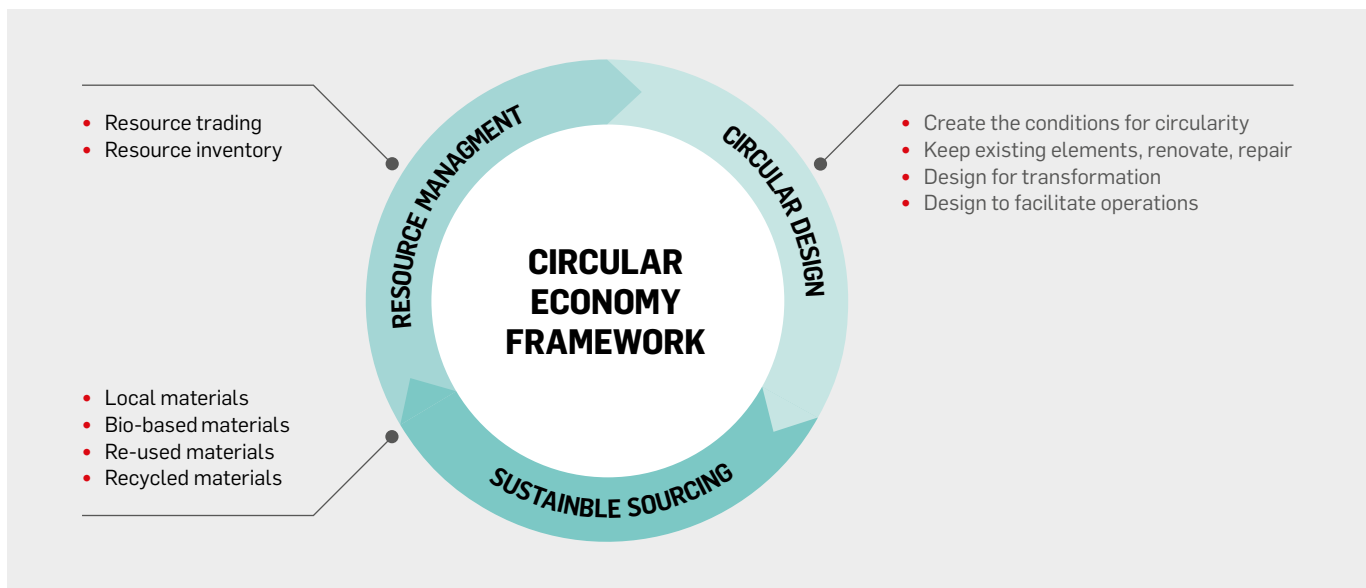 • Resource trading
• Resource inventory
RESOURCE MANAGMENT
CIRCULAR DESIGN
• Create the conditions for circularity
• Keep existing elements, renovate, repair
• Design for transformation
• Design to facilitate operations
CIRCULAR
ECONOMY
FRAMEWORK
• Local materials
• Bio-based materials
• Re-used materials
• Recycled materials
SUSTAINBLE SOURCING